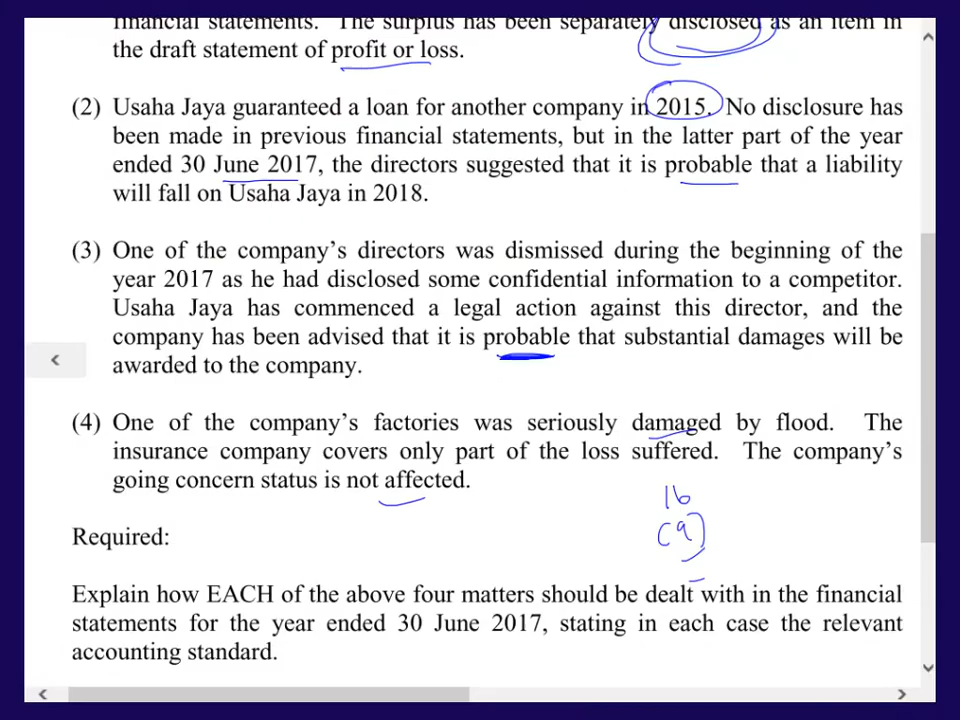 financial statements. The surplus has been separately disclosed as an item in
the draft statement of profit or loss.
(2) Usaha Jaya guaranteed a loan for another company in 2015. No disclosure has
been made in previous financial statements, but in the latter part of the year
ended 30 June 2017, the directors suggested that it is probable that a liability
will fall on Usaha Jaya in 2018.
(3) One of the company's directors was dismissed during the beginning of the
year 2017 as he had disclosed some confidential information to a competitor.
Usaha Jaya has commenced a legal action against this director, and the
company has been advised that it is probable that substantial damages will be
awarded to the company.
(4) One of the company's factories was seriously damaged by flood. The
insurance company covers only part of the loss suffered. The company's
going concern status is not affected.
16
(9)
Required:
Explain how EACH of the above four matters should be dealt with in the financial
statements for the year ended 30 June 2017, stating in each case the relevant
accounting standard.